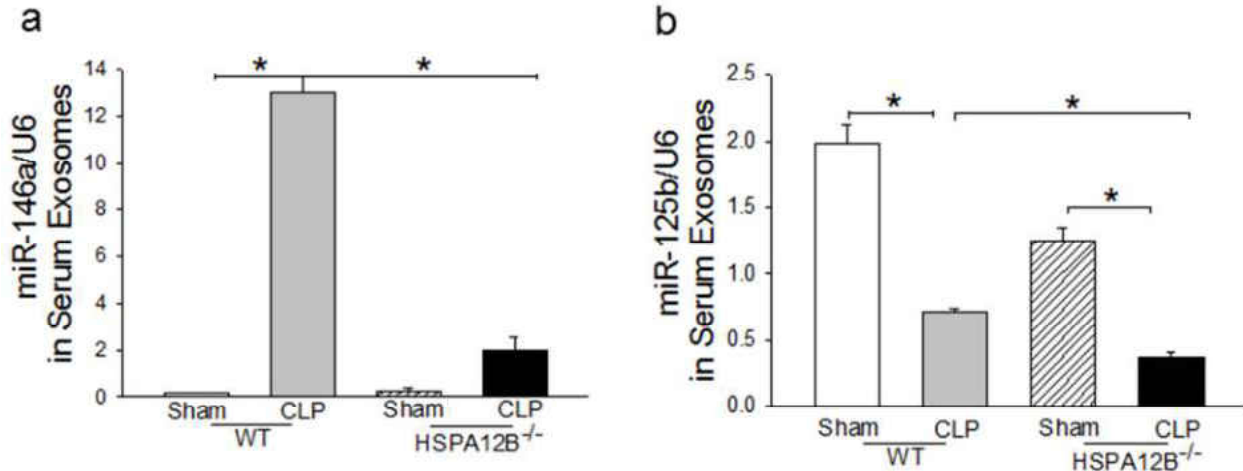 a
miR-146a/U6
in Serum Exosomes
14
12
10
8
6
4
2
0
*
*
Sham
CLP
Sham
CLP
WT
HSPA12B-/-
b
miR-125b/U6
in Serum Exosomes
2.5
2.0
1.5
1.0
0.5
0.0
*
*
*
Sham
CLP
Sham
CLP
WT
HSPA12B-/-